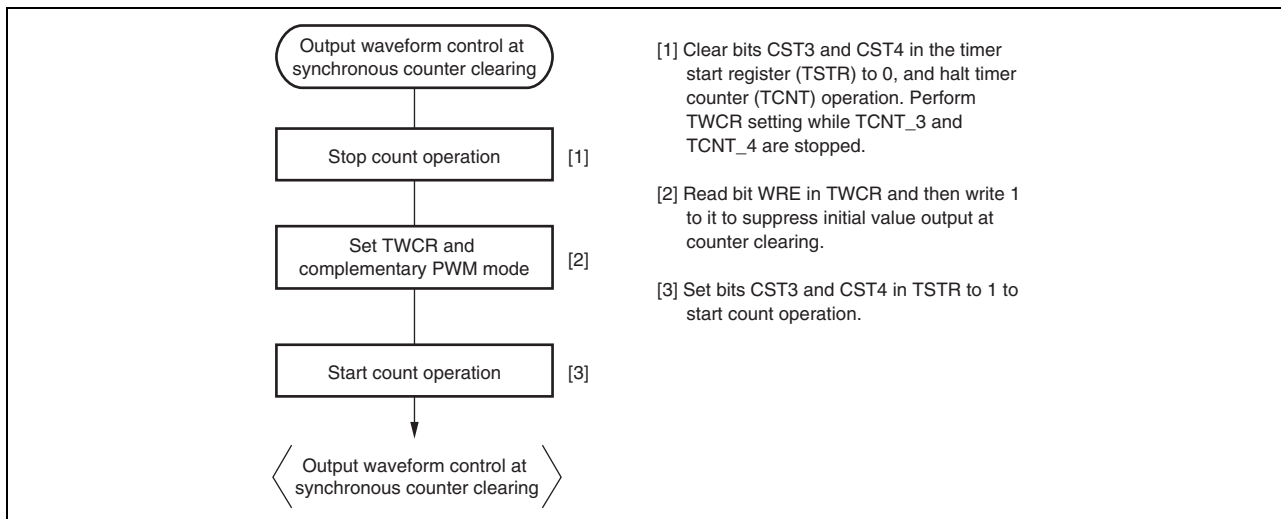 Output waveform control at
synchronous counter clearing
Stop count operation
[1]
Set TWCR and
complementary PWM mode
[2]
Start count operation
[3]
Output waveform control at
synchronous counter clearing
[1] Clear bits CST3 and CST4 in the timer
start register (TSTR) to 0, and halt timer
counter (TCNT) operation. Perform
TWCR setting while TCNT_3 and
TCNT_4 are stopped.
[2] Read bit WRE in TWCR and then write 1
to it to suppress initial value output at
counter clearing.
[3] Set bits CST3 and CST4 in TSTR to 1 to
start count operation.